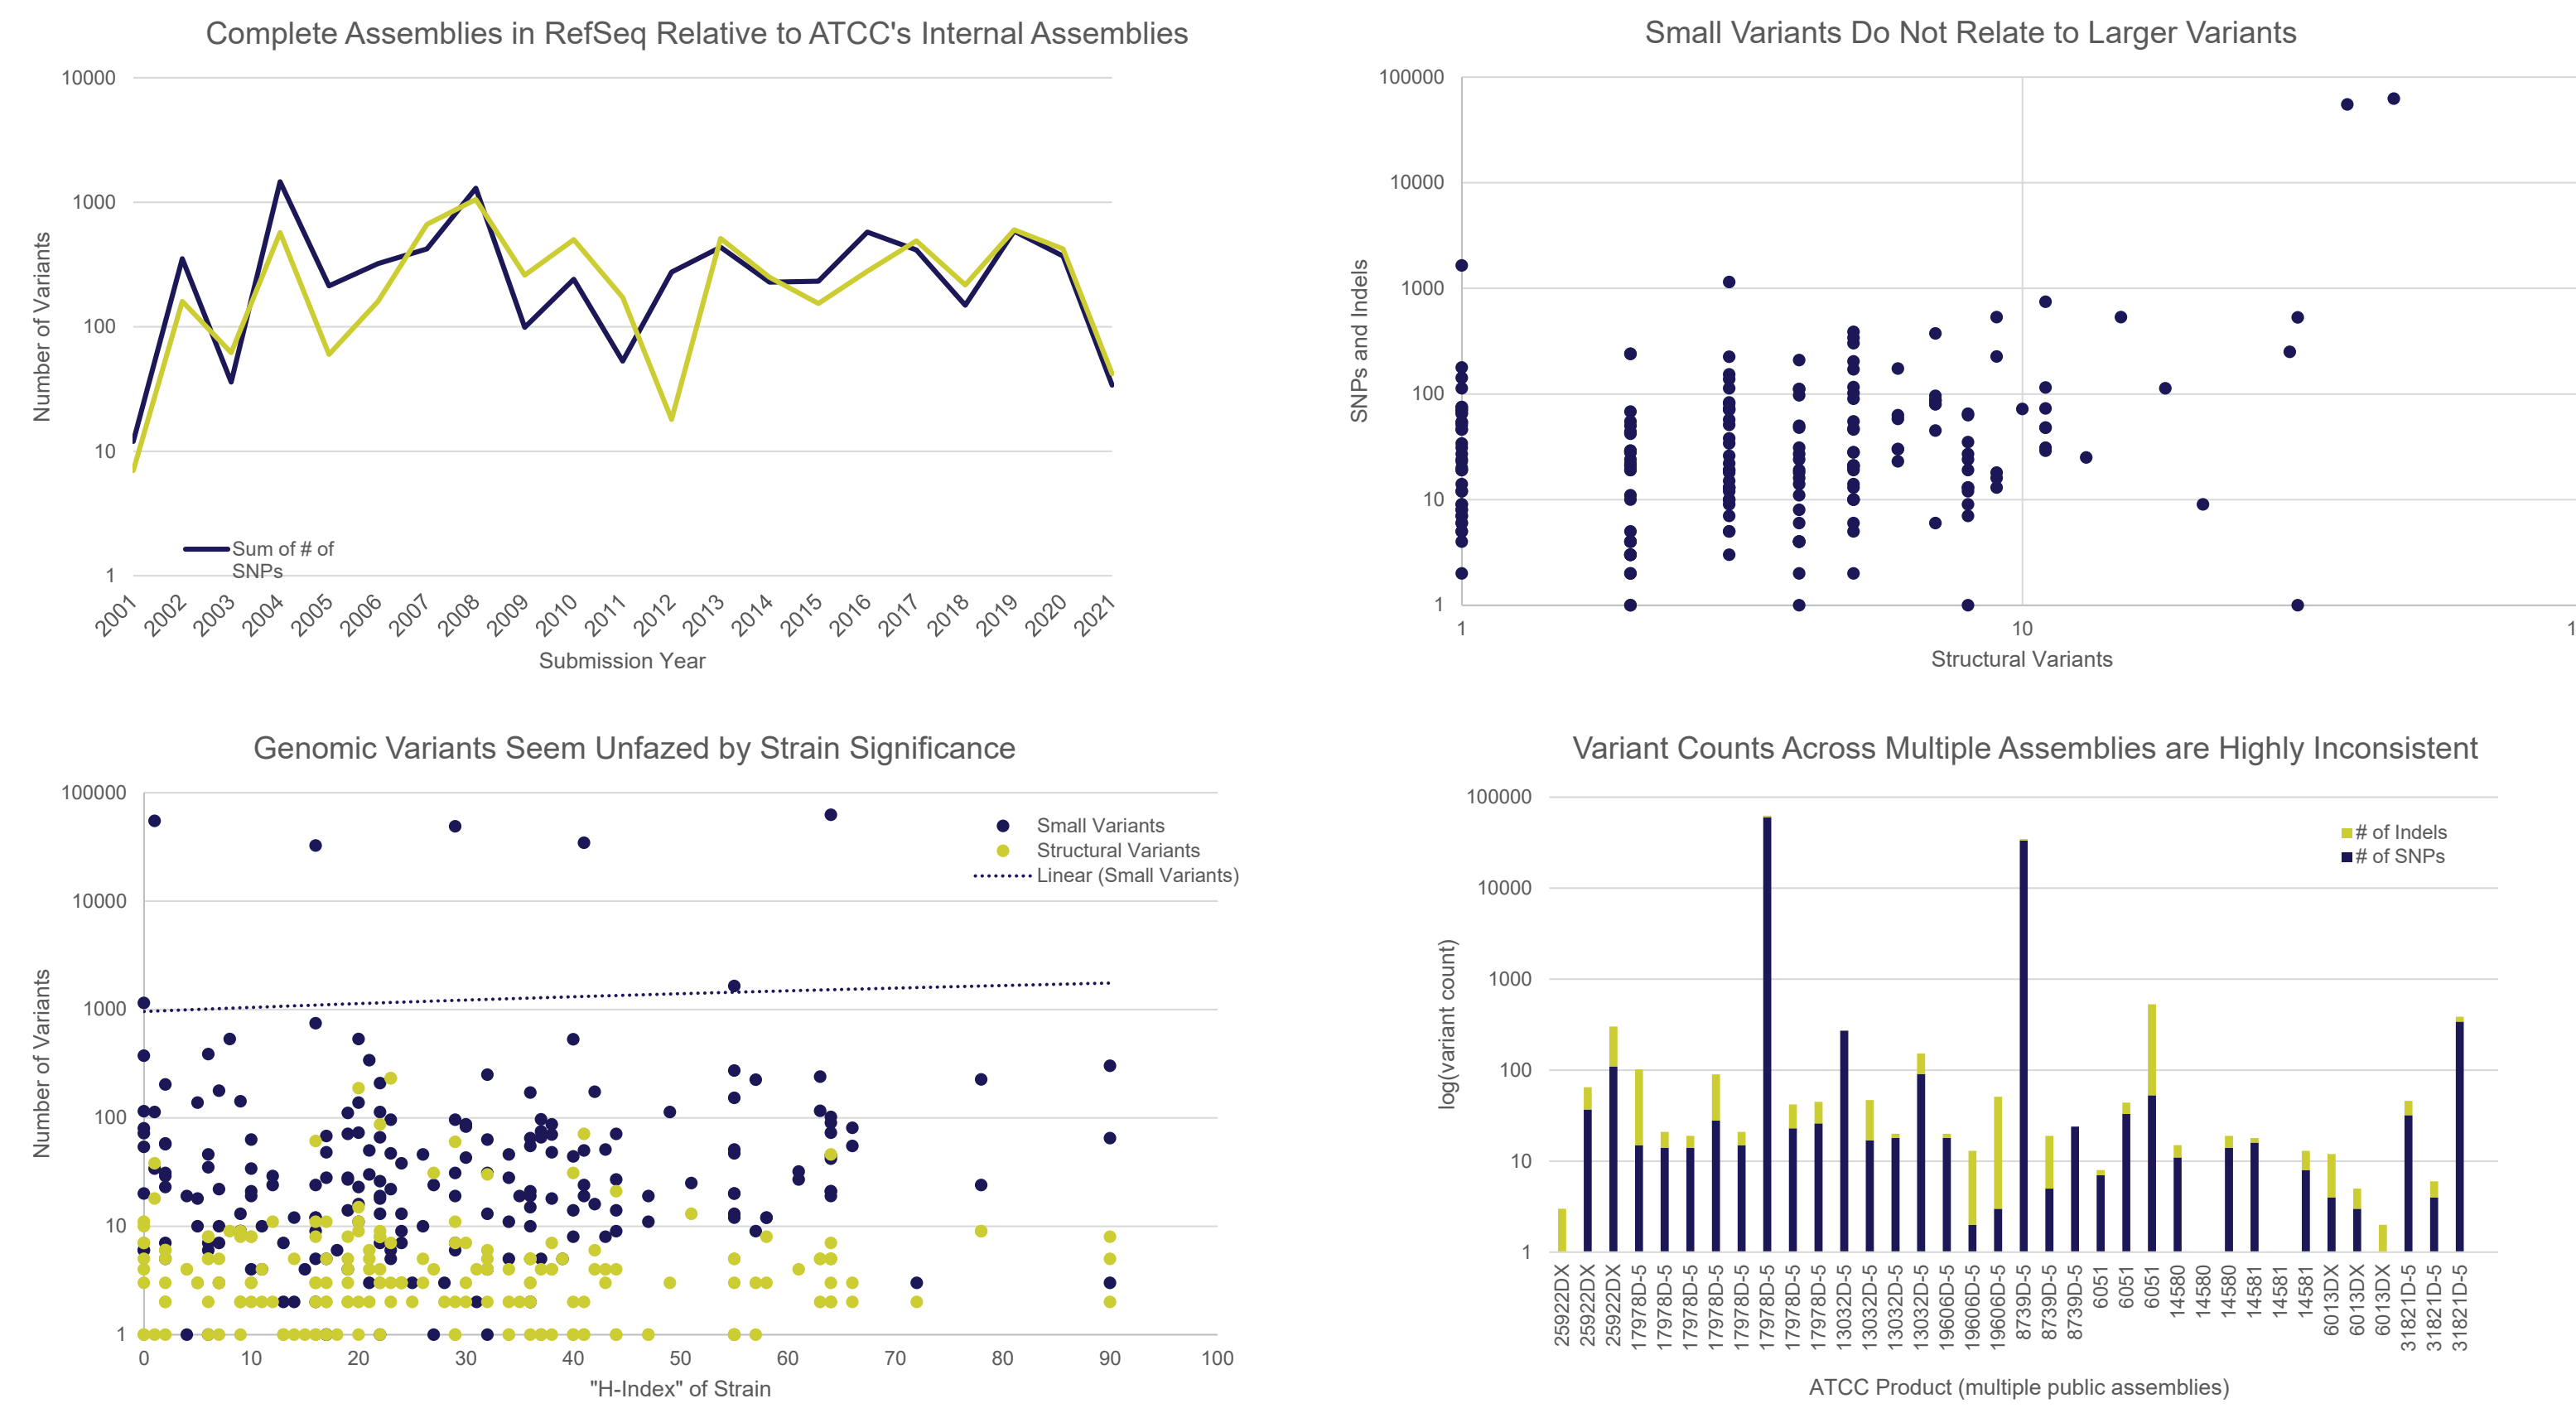 Complete Assemblies in RefSeq Relative to ATCC's Internal Assemblies
10000
1000
100
10
1
Number of Variants
Sum of # of
SNPs
2001 2002 2003 2004 2005 2006 2007 2008 2009 2010 2011 2012 2013 2014 2015 2016 2017 2018 2019 2020 2021
Submission Year
Small Variants Do Not Relate to Larger Variants
100000
10000
1000
100
10
1
SNPs and Indels
1 10 1
Structural Variants
Genomic Variants Seem Unfazed by Strain Significance
100000
10000
1000
100
10
1
Number of Variants
Small Variants
Structural Variants
Linear (Small Variants)
0 10 20 30 40 50 60 70 80 90 100
"H-Index" of Strain
Variant Counts Across Multiple Assemblies are Highly Inconsistent
100000
10000
1000
100
10
1
log(variant count)
# of Indels
# of SNPs
25922DX 25922DX 25922DX 17978D-5 17978D-5 17978D-5 17978D-5 17978D-5 17978D-5 17978D-5 17978D-5 13032D-5 13032D-5 13032D-5 13032D-5 19606D-5 19606D-5 19606D-5 8739D-5 8739D-5 8739D-5 6051 6051 6051 14580 14580 14580 14581 14581 14581 6013DX 6013DX 6013DX 31821D-5 31821D-5 31821D-5
ATCC Product (multiple public assemblies)